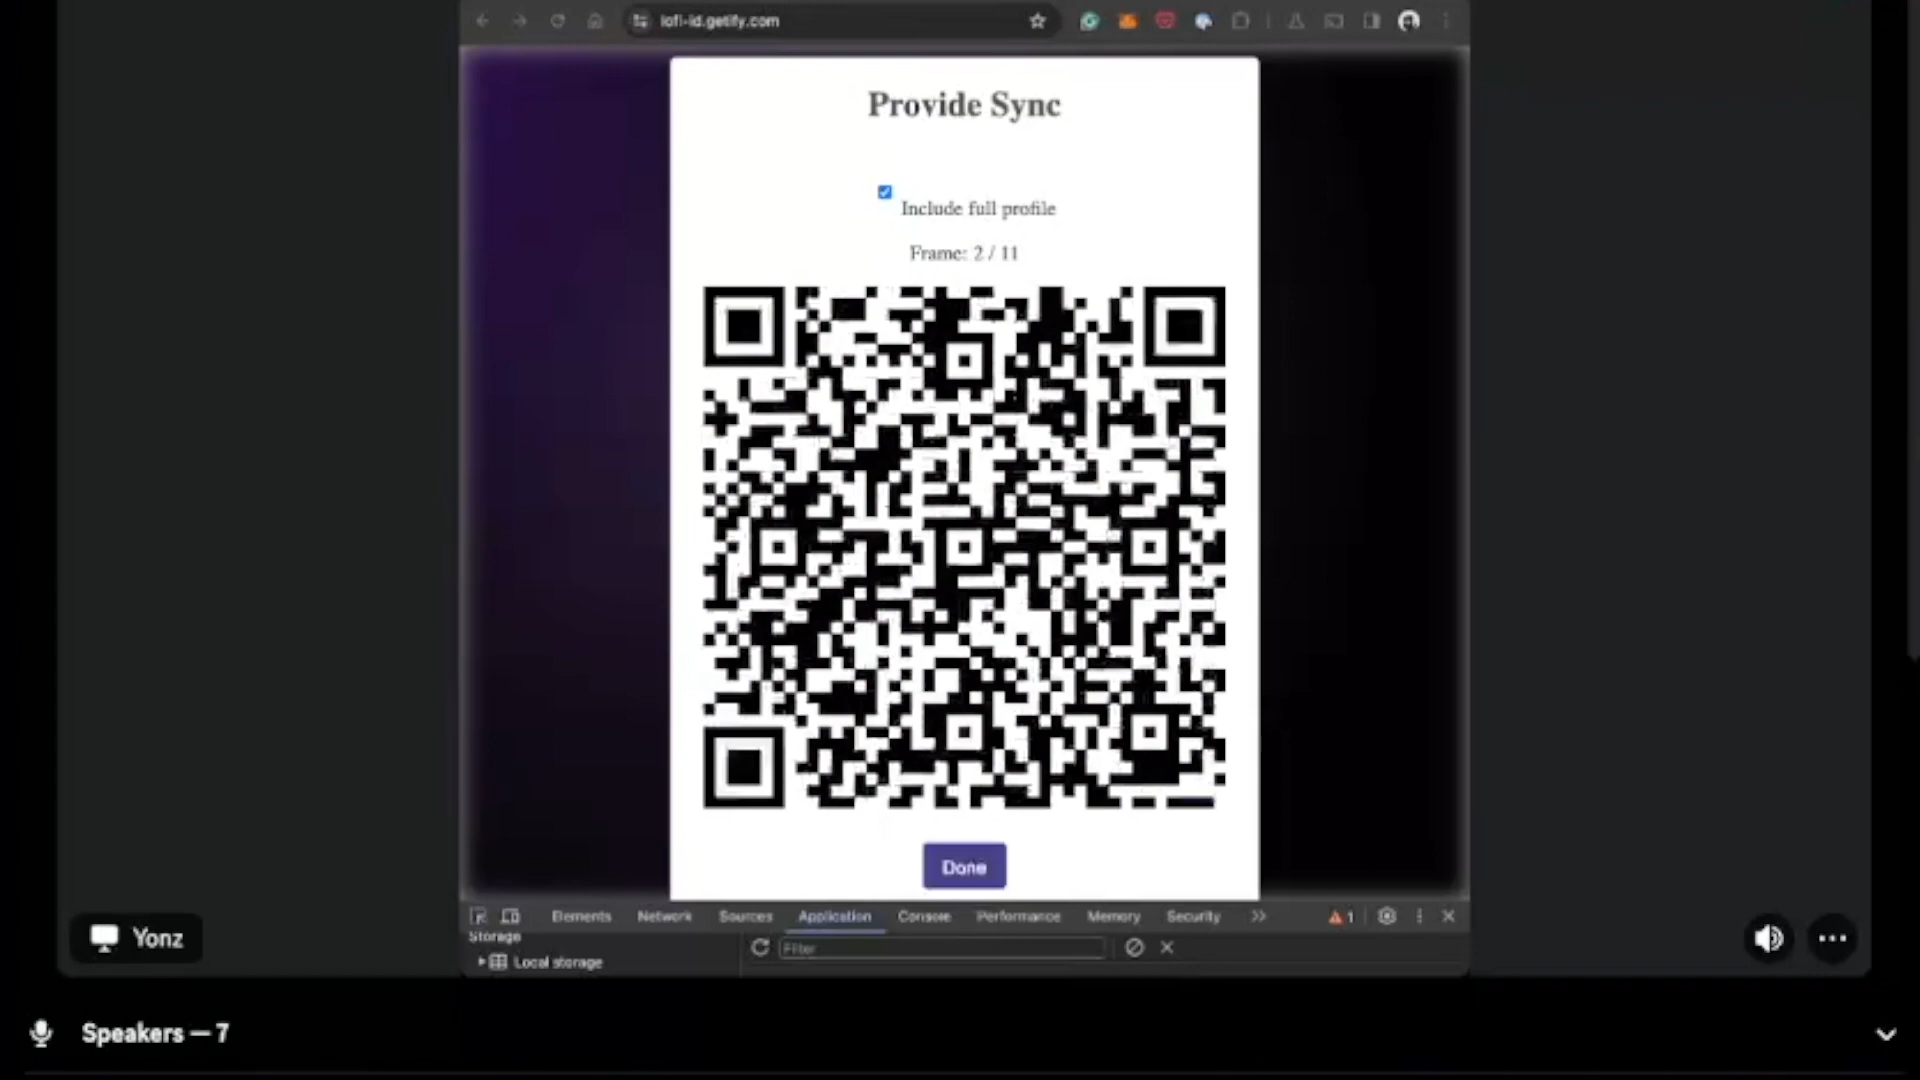 lofi-id.getify.com
Provide Sync
Include full profile
Frame: 2 / 11
Done
Elements Network Sources Application Console Performance Memory Security 1
Storage
Filter
Local storage
Yonz
Speakers — 7